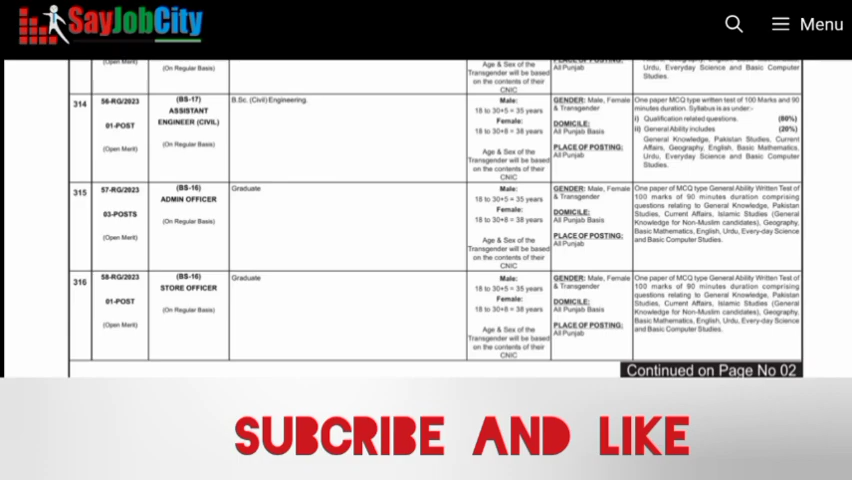 SayJobCity
Menu
(Open Merit)
(On Regular Basis)
Age & Sex of the
Transgender will be based
on the contents of their
CNIC
POSTING:
All Punjab
Urdu, Everyday Science and Basic Computer
Studies.
314
56-RG/2023
01-POST
(Open Merit)
(BS-17)
ASSISTANT
ENGINEER (CIVIL)
(On Regular Basis)
B.Sc. (Civil) Engineering.
Male:
18 to 30+5 = 35 years
Female:
18 to 30+8 = 38 years
Age & Sex of the
Transgender will be based
on the contents of their
CNIC
GENDER: Male, Female
& Transgender
DOMICILE:
All Punjab Basis
PLACE OF POSTING:
All Punjab
One paper MCQ type written test of 100 Marks and 90
minutes duration. Syllabus is as under:-
i) Qualification related questions. (80%)
ii) General Ability includes (20%)
General Knowledge, Pakistan Studies, Current
Affairs, Geography, English, Basic Mathematics,
Urdu, Everyday Science and Basic Computer
Studies.
315
57-RG/2023
03-POSTS
(Open Merit)
(BS-16)
ADMIN OFFICER
(On Regular Basis)
Graduate
Male:
18 to 30+5 = 35 years
Female:
18 to 30+8 = 38 years
Age & Sex of the
Transgender will be based
on the contents of their
CNIC
GENDER: Male, Female
& Transgender
DOMICILE:
All Punjab Basis
PLACE OF POSTING:
All Punjab
One paper of MCQ type General Ability Written Test of
100 marks of 90 minutes duration comprising
questions relating to General Knowledge, Pakistan
Studies, Current Affairs, Islamic Studies (General
Knowledge for Non-Muslim candidates), Geography,
Basic Mathematics, English, Urdu, Every-day Science
and Basic Computer Studies.
316
58-RG/2023
01-POST
(Open Merit)
(BS-16)
STORE OFFICER
(On Regular Basis)
Graduate
Male:
18 to 30+5 = 35 years
Female:
18 to 30+8 = 38 years
Age & Sex of the
Transgender will be based
on the contents of their
CNIC
GENDER: Male, Female
& Transgender
DOMICILE:
All Punjab Basis
PLACE OF POSTING:
All Punjab
One paper of MCQ type General Ability Written Test of
100 marks of 90 minutes duration comprising
questions relating to General Knowledge, Pakistan
Studies, Current Affairs, Islamic Studies (General
Knowledge for Non-Muslim candidates), Geography,
Basic Mathematics, English, Urdu, Every-day Science
and Basic Computer Studies.
Continued on Page No 02
SUBCRIBE AND LIKE